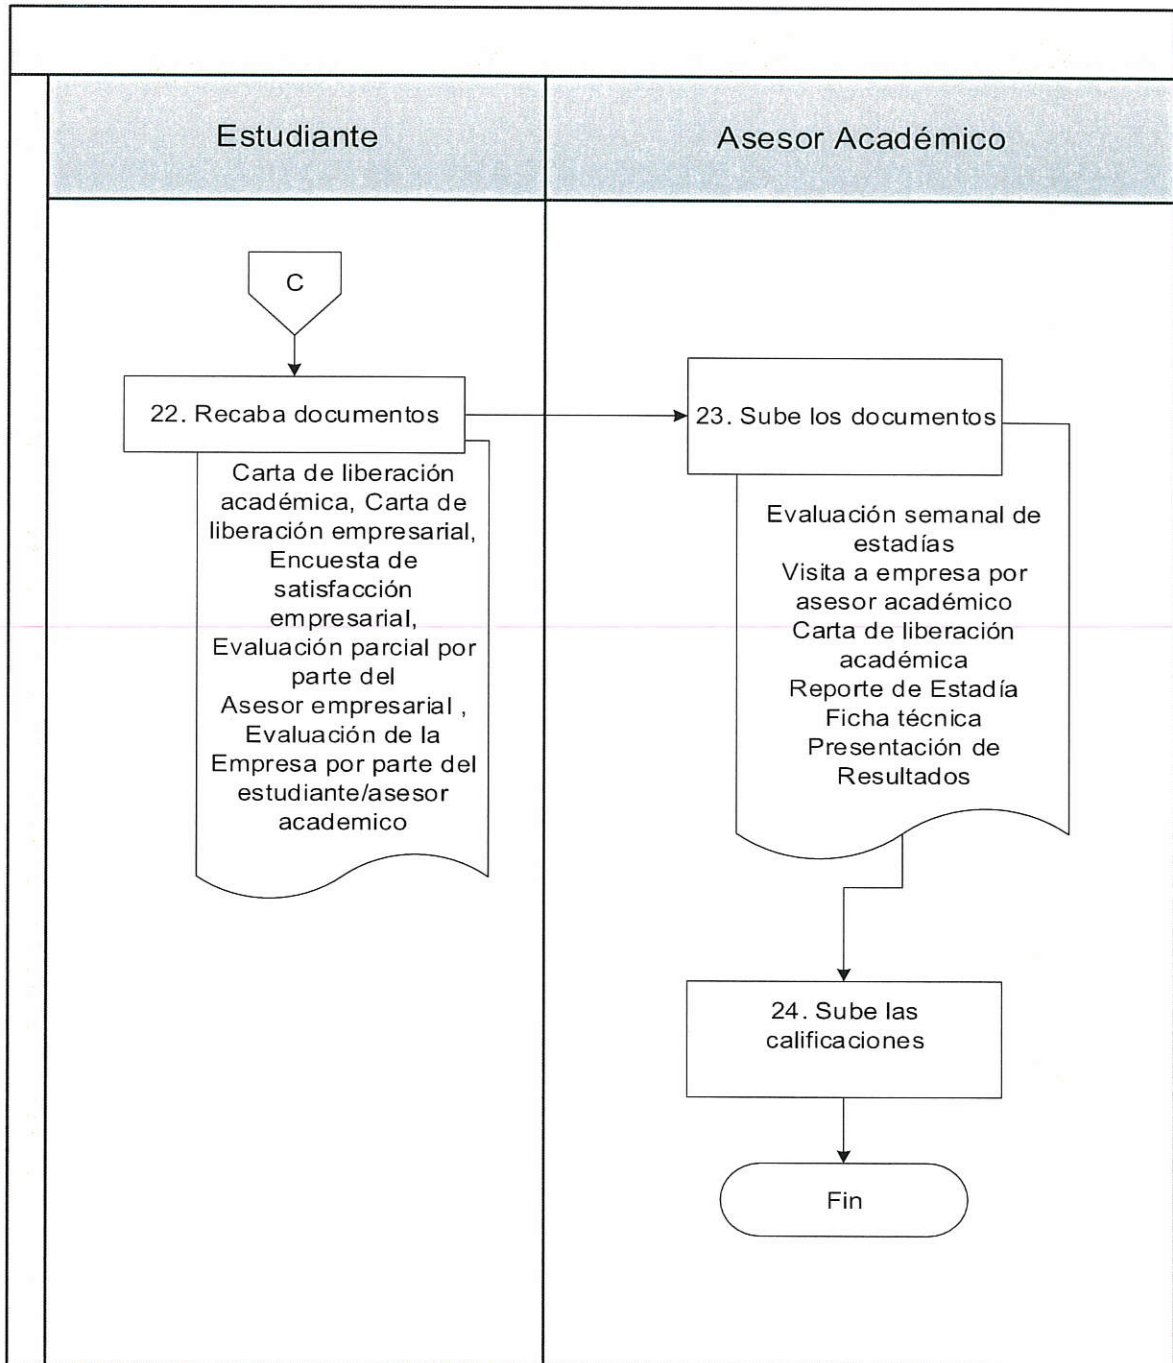 Estudiante
Asesor Académico
C
22. Recaba documentos
Carta de liberación
académica, Carta de
liberación empresarial,
Encuesta de
satisfacción
empresarial,
Evaluación parcial por
parte del
Asesor empresarial ,
Evaluación de la
Empresa por parte del
estudiante/asesor
academico
23. Sube los documentos
Evaluación semanal de
estadías
Visita a empresa por
asesor académico
Carta de liberación
académica
Reporte de Estadía
Ficha técnica
Presentación de
Resultados
24. Sube las
calificaciones
Fin